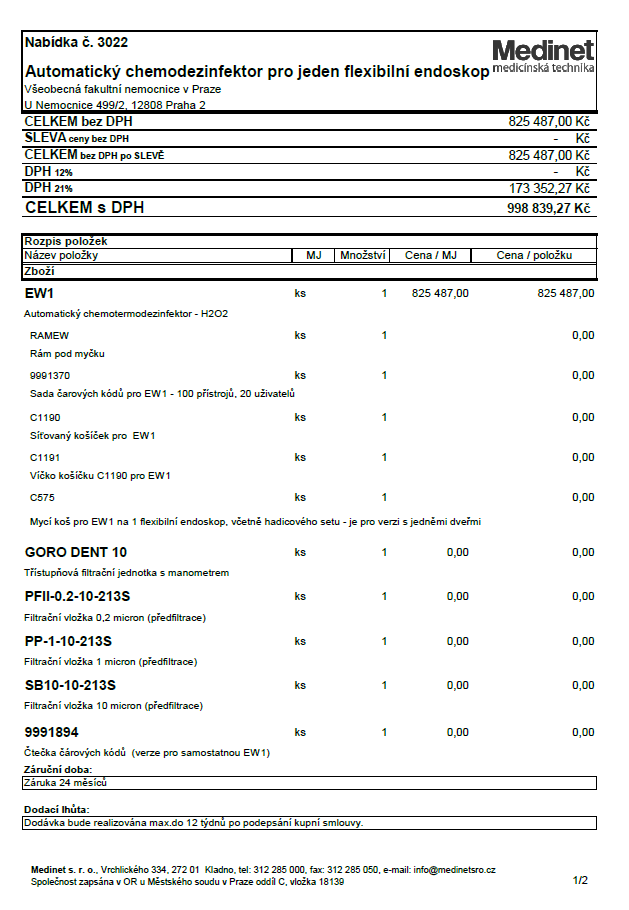 Nabídka č. 3022
Medinet
medicínská technika
Automatický chemodezinfektor pro jeden flexibilní endoskop
Všeobecná fakultní nemocnice v Praze
U Nemocnice 499/2, 12808 Praha 2
CELKEM bez DPH 825 487,00 Kč
SLEVA ceny bez DPH - Kč
CELKEM bez DPH po SLEVĚ 825 487,00 Kč
DPH 12% - Kč
DPH 21% 173 352,27 Kč
CELKEM s DPH 998 839,27 Kč
Rozpis položek
Název položky MJ Množství Cena / MJ Cena / položku
Zboží
EW1 ks 1 825 487,00 825 487,00
Automatický chemotermodezinfektor - H2O2
RAMEW ks 1 0,00
Rám pod myčku
9991370 ks 1 0,00
Sada čarových kódů pro EW1 - 100 přístrojů, 20 uživatelů
C1190 ks 1 0,00
Síťovaný košíček pro EW1
C1191 ks 1 0,00
Víčko košíčku C1190 pro EW1
C575 ks 1 0,00
Mycí koš pro EW1 na 1 flexibilní endoskop, včetně hadicového setu - je pro verzi s jedněmi dveřmi
GORO DENT 10 ks 1 0,00 0,00
Třístupňová filtrační jednotka s manometrem
PFII-0.2-10-213S ks 1 0,00 0,00
Filtrační vložka 0,2 micron (předfiltrace)
PP-1-10-213S ks 1 0,00 0,00
Filtrační vložka 1 micron (předfiltrace)
SB10-10-213S ks 1 0,00 0,00
Filtrační vložka 10 micron (předfiltrace)
9991894 ks 1 0,00 0,00
Čtečka čárových kódů (verze pro samostatnou EW1)
Záruční doba:
Záruka 24 měsíců
Dodací lhůta:
Dodávka bude realizována max.do 12 týdnů po podepsání kupní smlouvy.
Medinet s. r. o., Vrchlického 334, 272 01 Kladno, tel: 312 285 000, fax: 312 285 050, e-mail: info@medinetsro.cz
Společnost zapsána v OR u Městského soudu v Praze oddíl C, vložka 18139
1/2